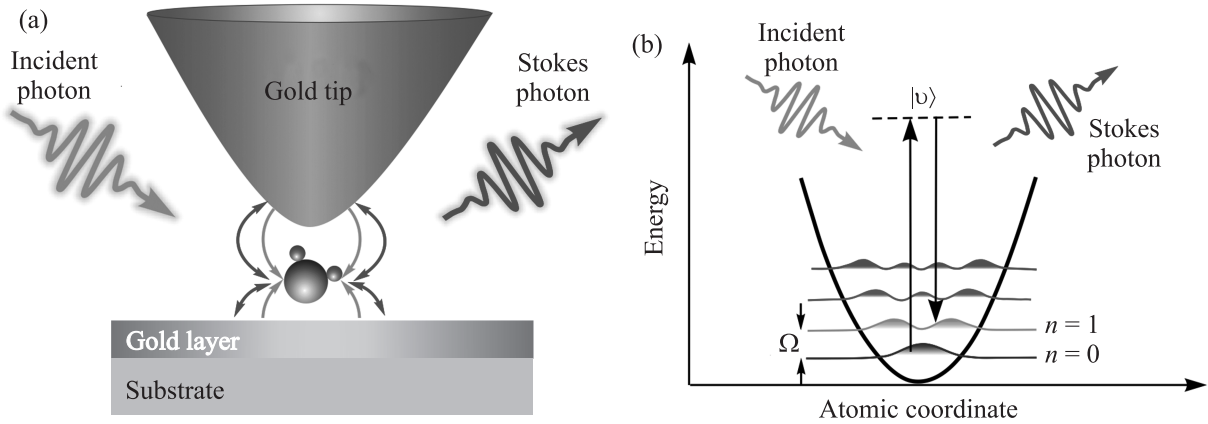 (a)
Incident
photon
Gold tip
Stokes
photon
Gold layer
Substrate
(b)
Energy
Incident
photon
|υ⟩
Stokes
photon
Ω
n = 1
n = 0
Atomic coordinate